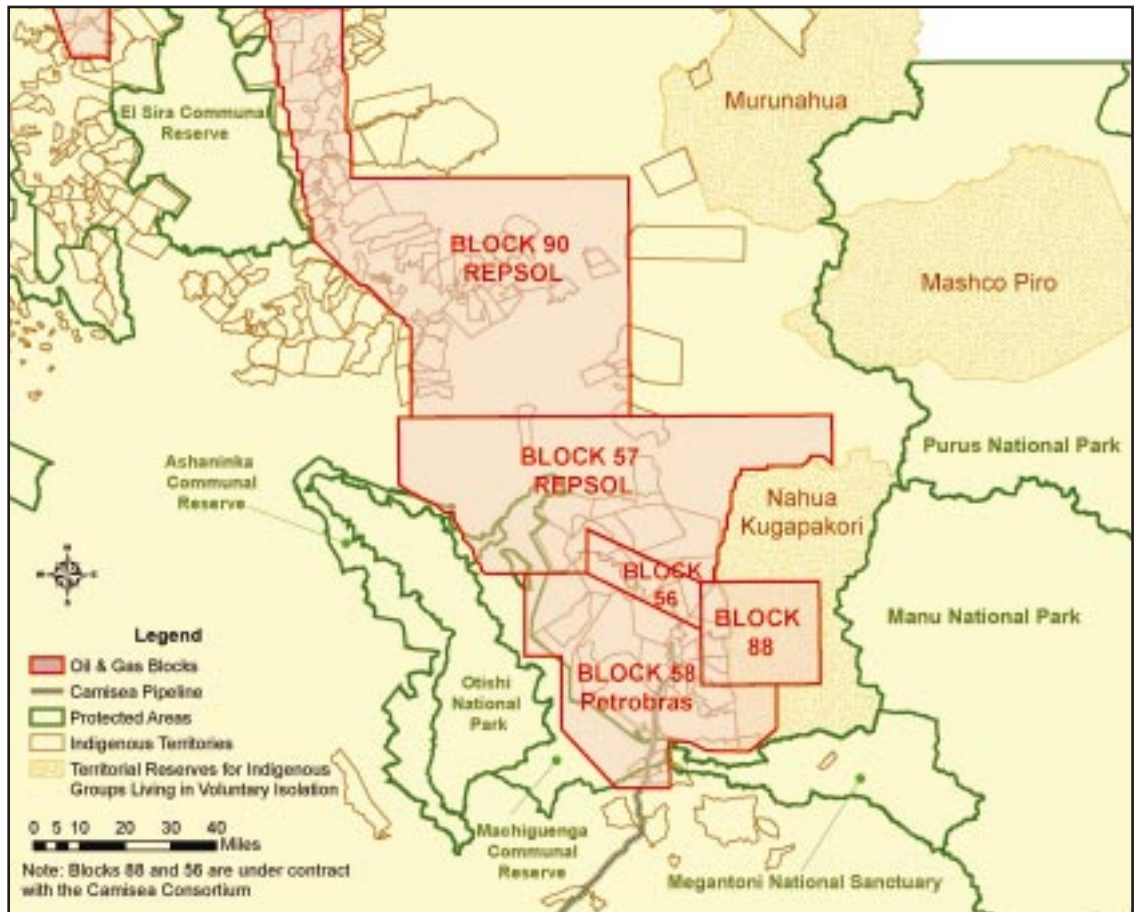 El Sira Communal
Reserve
Murunahua
BLOCK 90
REPSOL
Mashco Piro
Purus National Park
Ashaninka
Communal
Reserve
BLOCK 57
REPSOL
Nahua
Kugapakori
BLOCK
56
BLOCK
88
Manu National Park
BLOCK 58
Petrobras
Otishi
National
Park
Machiguenga
Communal
Reserve
Megantoni National Sanctuary
N
W
E
S
Legend
Oil & Gas Blocks
Camisea Pipeline
Protected Areas
Indigenous Territories
Territorial Reserves for Indigenous
Groups Living in Voluntary Isolation
0 5 10 20 30 40
Miles
Note: Blocks 88 and 56 are under contract
with the Camisea Consortium